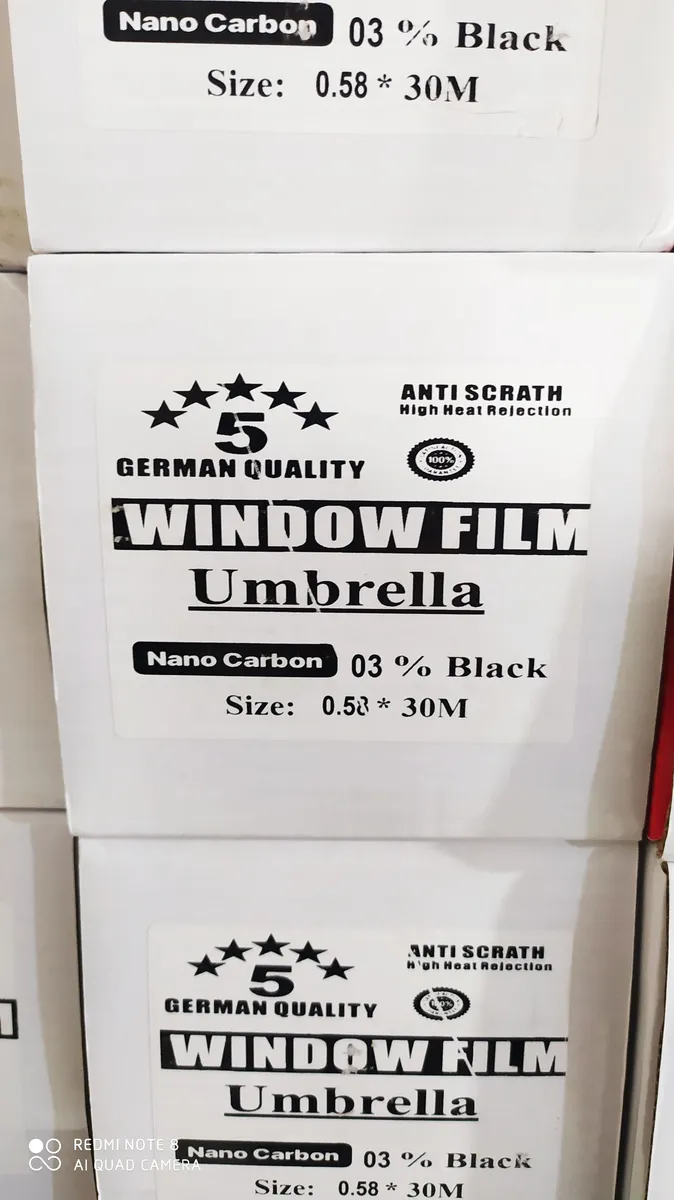 Nano Carbon 03 % Black
Size: 0.58 * 30M
5
GERMAN QUALITY
ANTI SCRATH
High Heat Rejection
100%
WINDOW FILM
Umbrella
Nano Carbon 03 % Black
Size: 0.58 * 30M
5
GERMAN QUALITY
ANTI SCRATH
High Heat Rejection
100%
WINDOW FILM
Umbrella
Nano Carbon 03 % Black
Size: 0.58 * 30M
REDMI NOTE 8
AI QUAD CAMERA